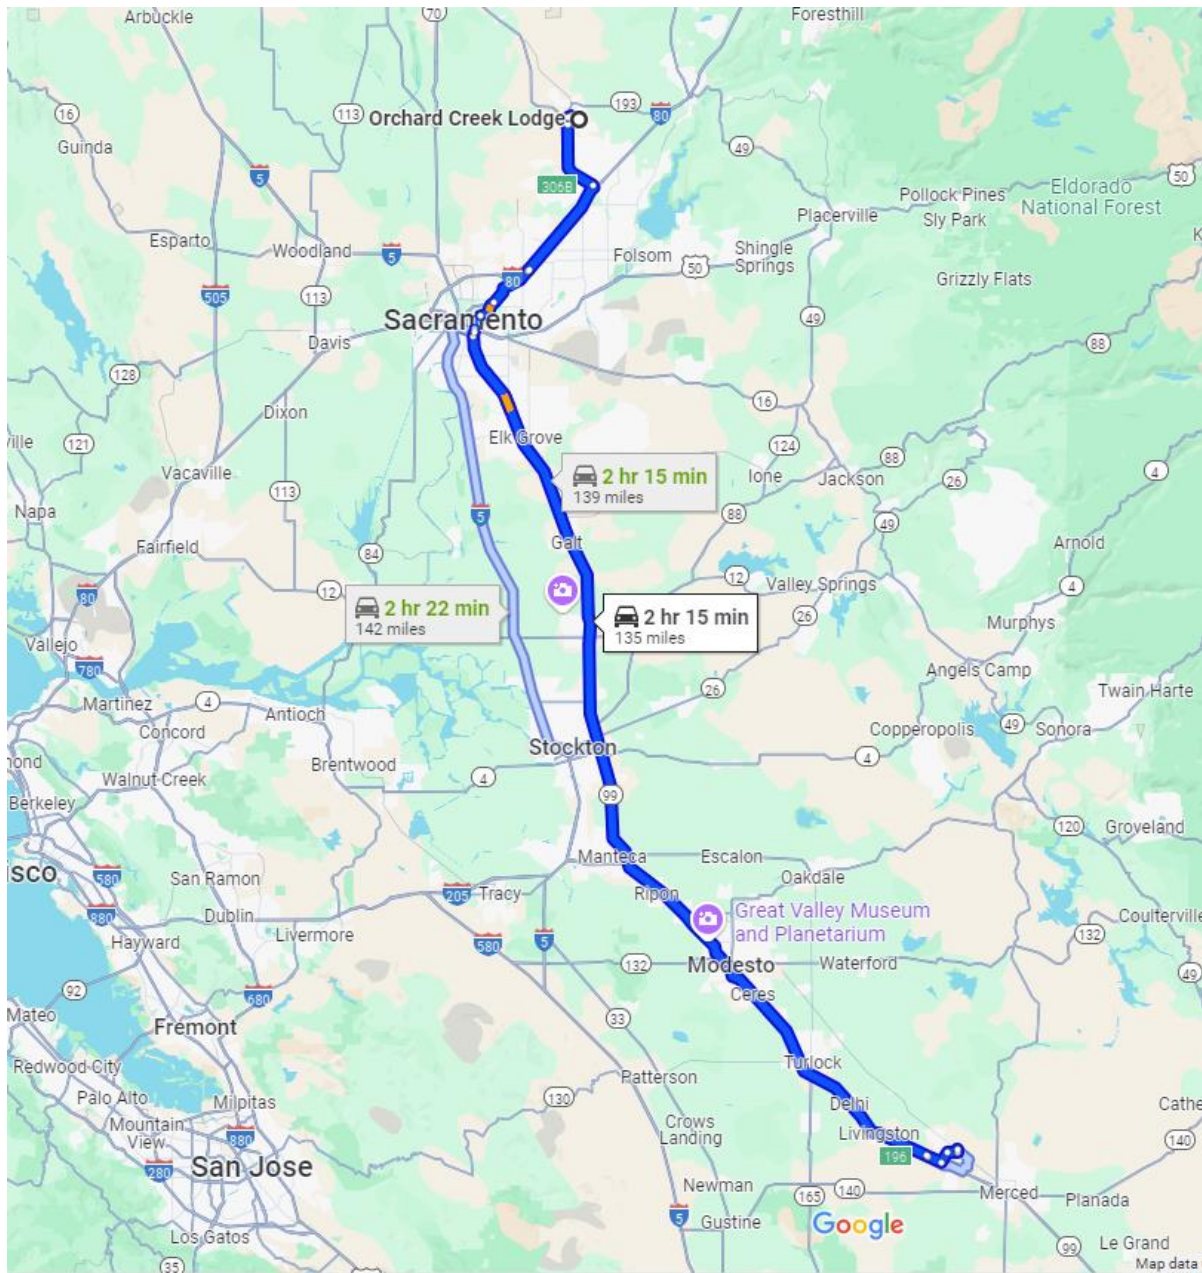 Arbuckle
70
Foresthill
16
113
Orchard Creek Lodge
193
80
Guinda
49
5
306B
50
Pollock Pines
Eldorado
National Forest
Sly Park
Placerville
Esparto
Woodland
5
80
Folsom
50
Shingle
Springs
Grizzly Flats
505
113
Sacramento
49
Davis
88
128
Dixon
16
121
Elk Grove
124
88
Vacaville
26
4
2 hr 15 min
139 miles
Ione
Jackson
113
Napa
5
88
49
Fairfield
84
Galt
Arnold
80
12
12
Valley Springs
4
2 hr 22 min
142 miles
2 hr 15 min
135 miles
26
Murphys
Vallejo
780
Angels Camp
26
Twain Harte
Martinez
4
Antioch
49
Sonora
Concord
Copperopolis
Stockton
4
Brentwood
4
Walnut Creek
Berkeley
99
120
Groveland
Manteca
Escalon
580
San Ramon
205
Tracy
Ripon
Oakdale
880
Dublin
Great Valley Museum
and Planetarium
Coulterville
Hayward
Livermore
580
5
132
132
Modesto
Waterford
49
92
680
Ceres
Mateo
Fremont
33
Redwood City
Turlock
Patterson
Palo Alto
Milpitas
130
Delhi
Mountain
View
880
Crows
Landing
Livingston
140
196
280
San Jose
Newman
165
140
Merced
Planada
5
Gustine
Google
Los Gatos
99
Le Grand
35
Map data